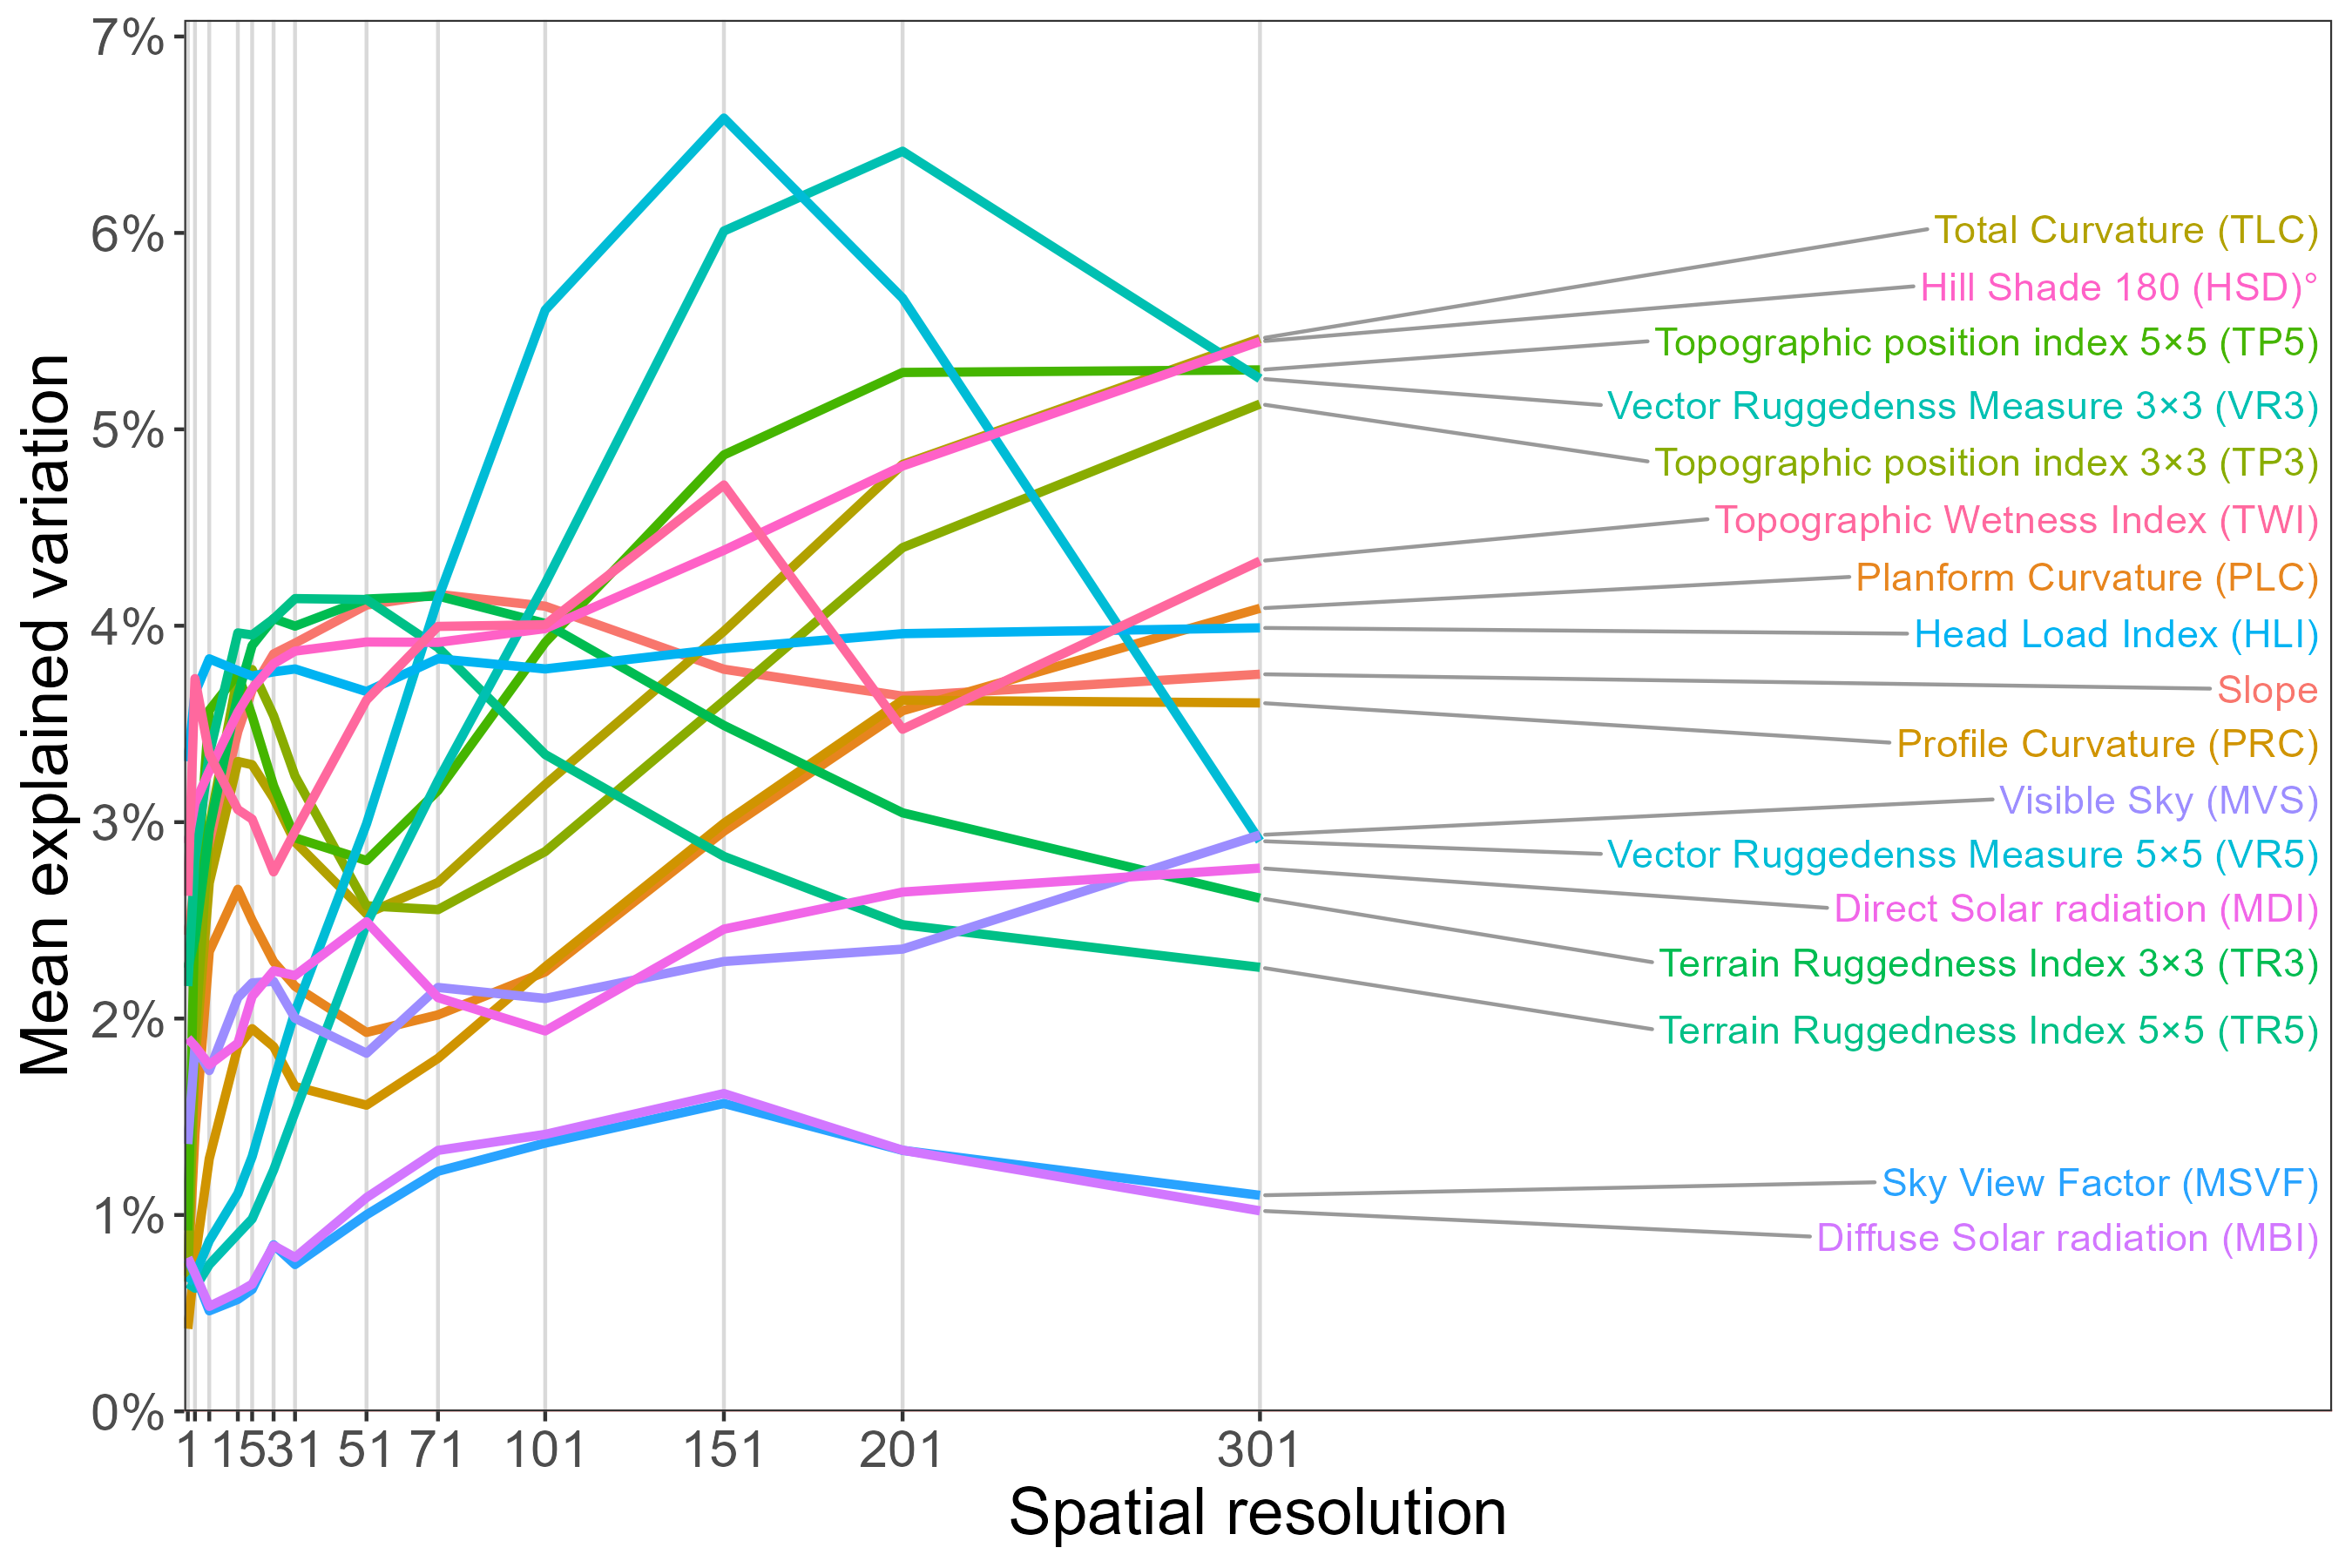 7%
6%
5%
4%
3%
2%
1%
0%
Mean explained variation
1 15 31 51 71 101 151 201 301
Spatial resolution
Total Curvature (TLC)
Hill Shade 180 (HSD)°
Topographic position index 5×5 (TP5)
Vector Ruggedenss Measure 3×3 (VR3)
Topographic position index 3×3 (TP3)
Topographic Wetness Index (TWI)
Planform Curvature (PLC)
Head Load Index (HLI)
Slope
Profile Curvature (PRC)
Visible Sky (MVS)
Vector Ruggedenss Measure 5×5 (VR5)
Direct Solar radiation (MDI)
Terrain Ruggedness Index 3×3 (TR3)
Terrain Ruggedness Index 5×5 (TR5)
Sky View Factor (MSVF)
Diffuse Solar radiation (MBI)